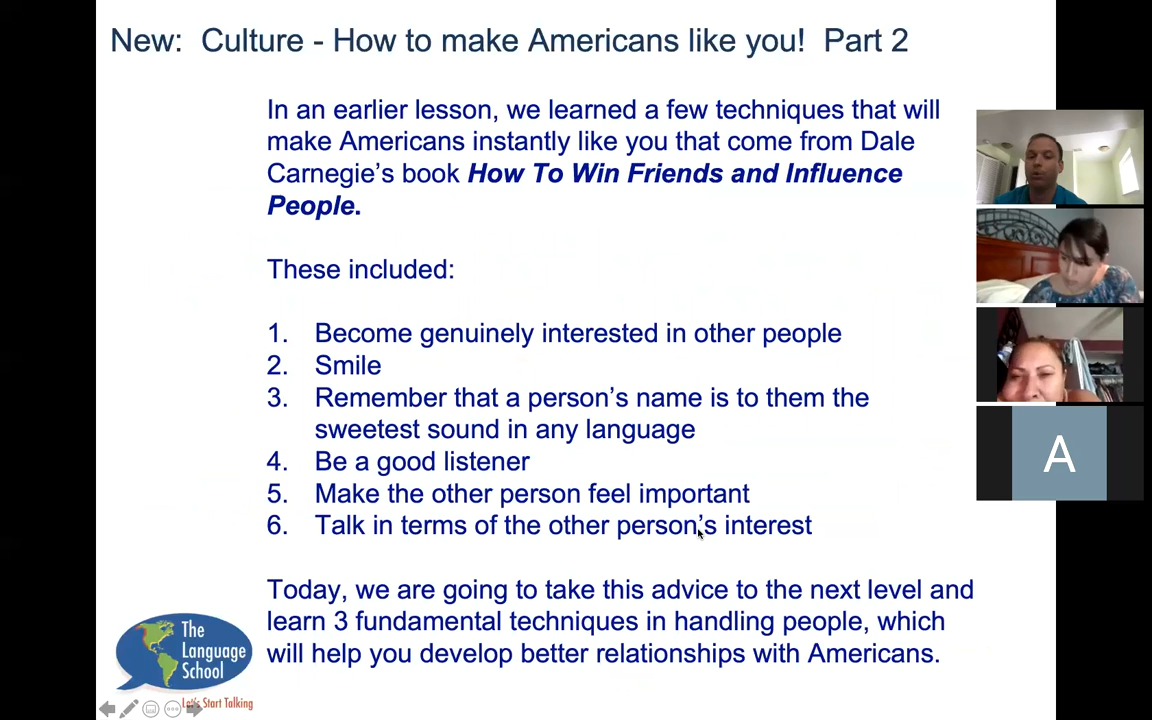 New: Culture - How to make Americans like you! Part 2
In an earlier lesson, we learned a few techniques that will
make Americans instantly like you that come from Dale
Carnegie’s book How To Win Friends and Influence
People.
These included:
1. Become genuinely interested in other people
2. Smile
3. Remember that a person’s name is to them the
sweetest sound in any language
4. Be a good listener
5. Make the other person feel important
6. Talk in terms of the other person’s interest
Today, we are going to take this advice to the next level and
learn 3 fundamental techniques in handling people, which
will help you develop better relationships with Americans.
The
Language
School
Let's Start Talking
A